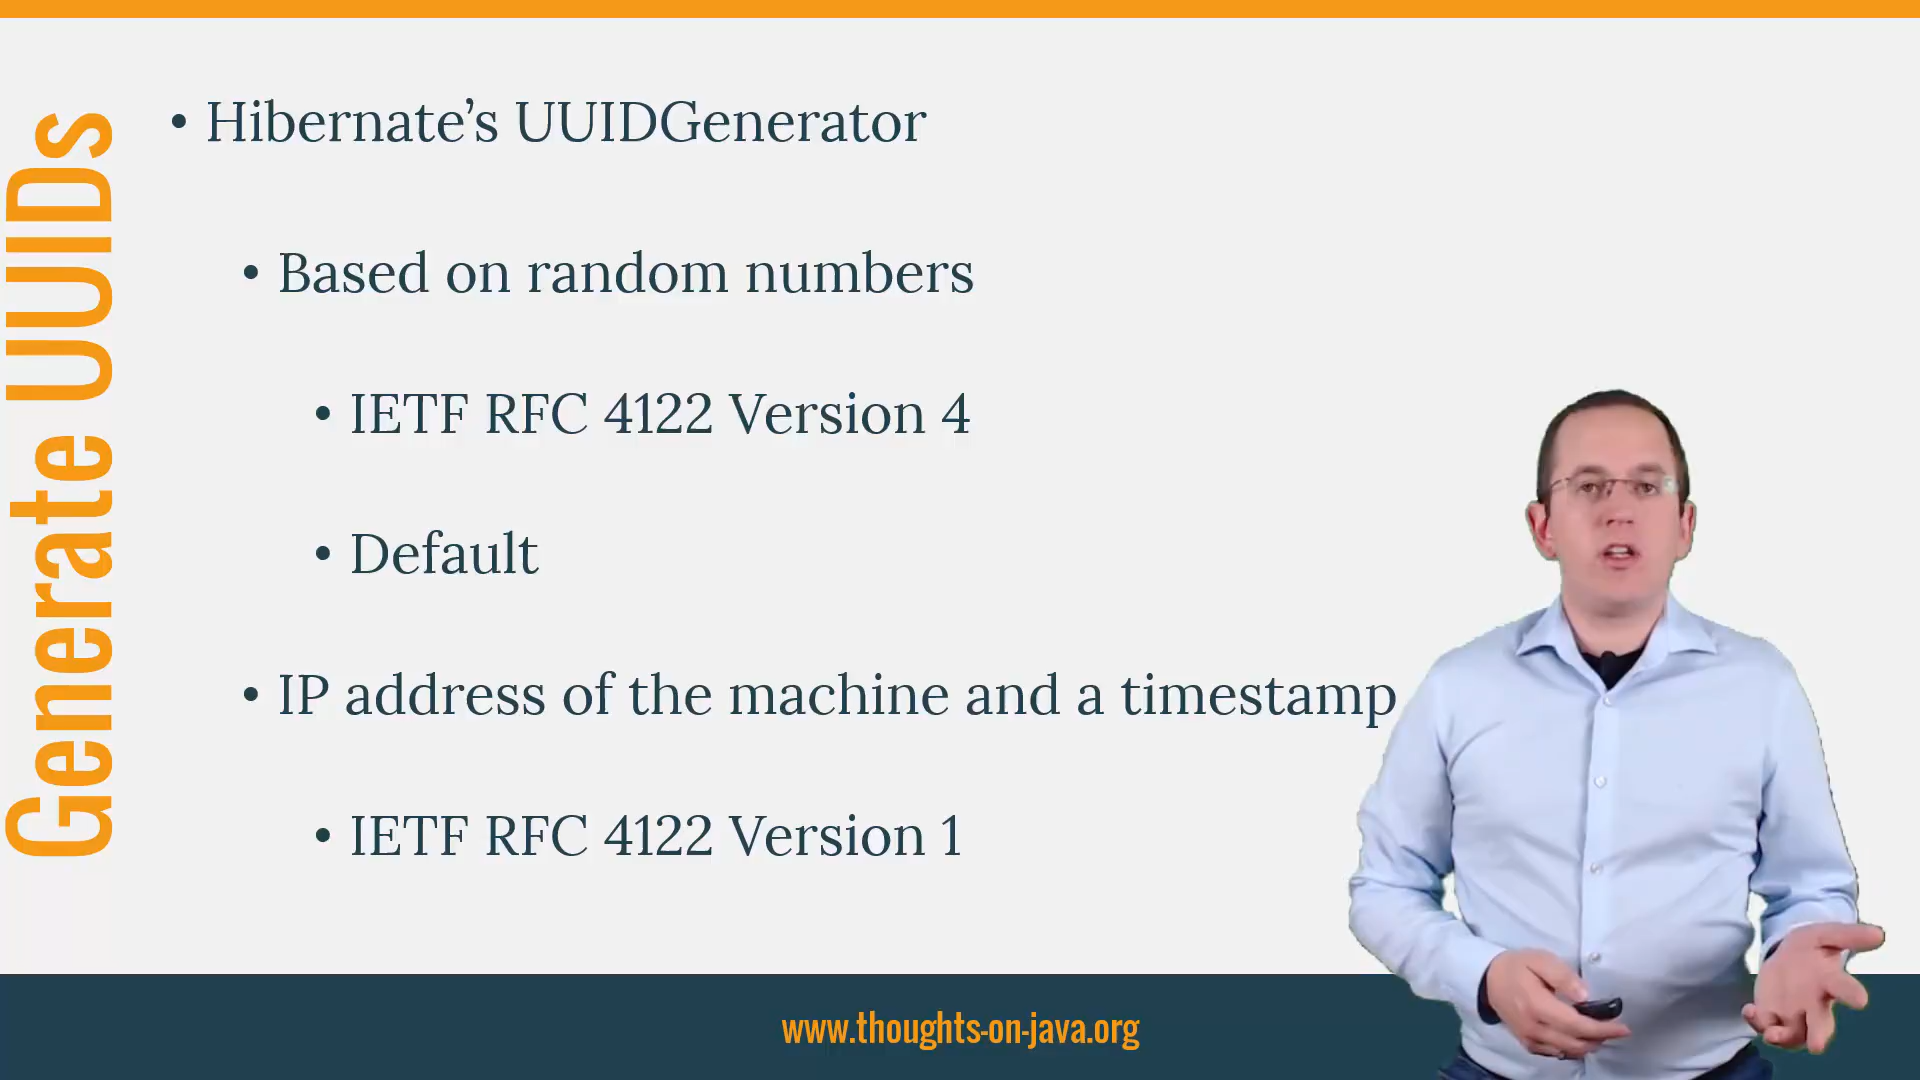 Generate UUIDs
• Hibernate’s UUIDGenerator
• Based on random numbers
• IETF RFC 4122 Version 4
• Default
• IP address of the machine and a timestamp
• IETF RFC 4122 Version 1
www.thoughts-on-java.org